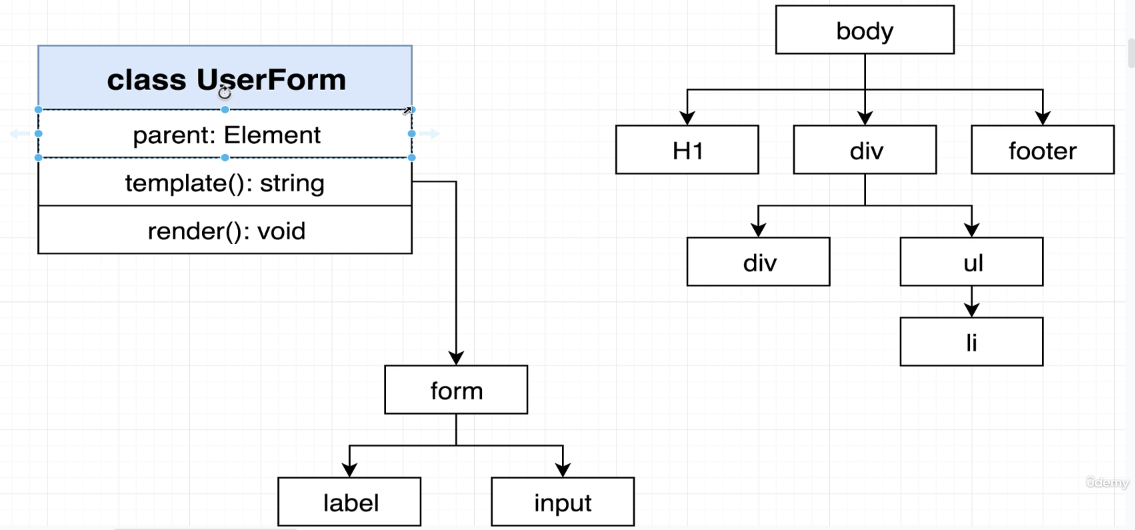 class UserForm
parent: Element
template(): string
render(): void
form
label
input
body
H1
div
footer
div
ul
li
ûdemy